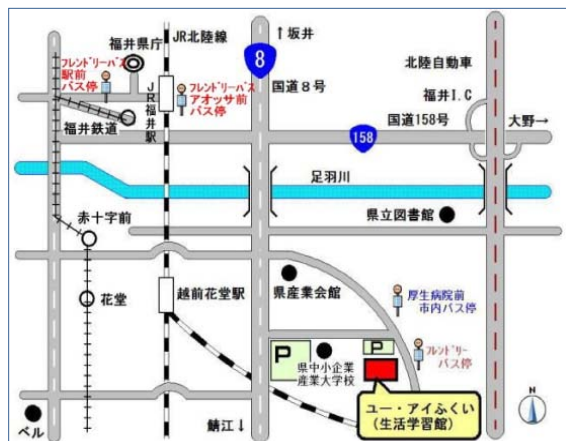 福井県庁
JR北陸線
↑坂井
8
国道8号
北陸自動車
福井I.C
フレンドリーバス
駅前
バス停
JR福井駅
フレンドリーバス
アオッサ前
バス停
福井鉄道
国道158号
158
大野→
足羽川
県立図書館
赤十字前
花堂
越前花堂駅
県産業会館
厚生病院前
市内バス停
P
P
県中小企業
産業大学校
フレンドリー
バス停
ユー・アイふくい
(生活学習館)
ベル
鯖江↓
N